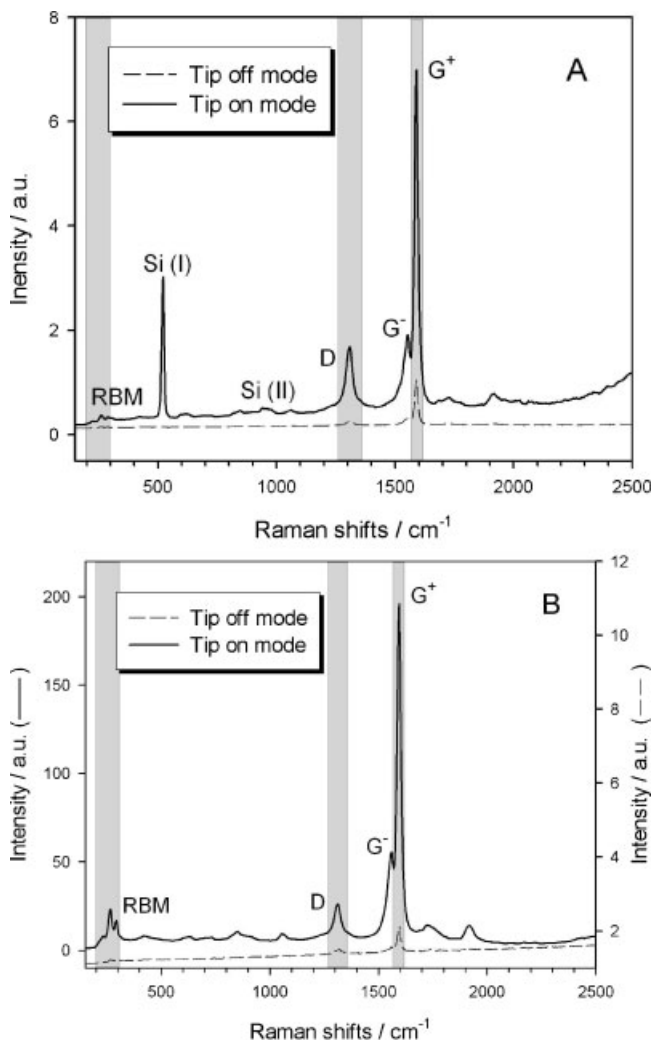 8
A
Tip off mode
Tip on mode
G+
6
Inensity / a.u.
4
Si (I)
2
G-
D
RBM
Si (II)
0
500 1000 1500 2000 2500
Raman shifts / cm-1
12
200
B
Tip off mode
Tip on mode
G+
10
150
Intensity / a.u. (——)
8
Intensity / a.u. (— —)
100
6
50
G-
4
RBM
D
2
0
500 1000 1500 2000 2500
Raman shifts / cm-1